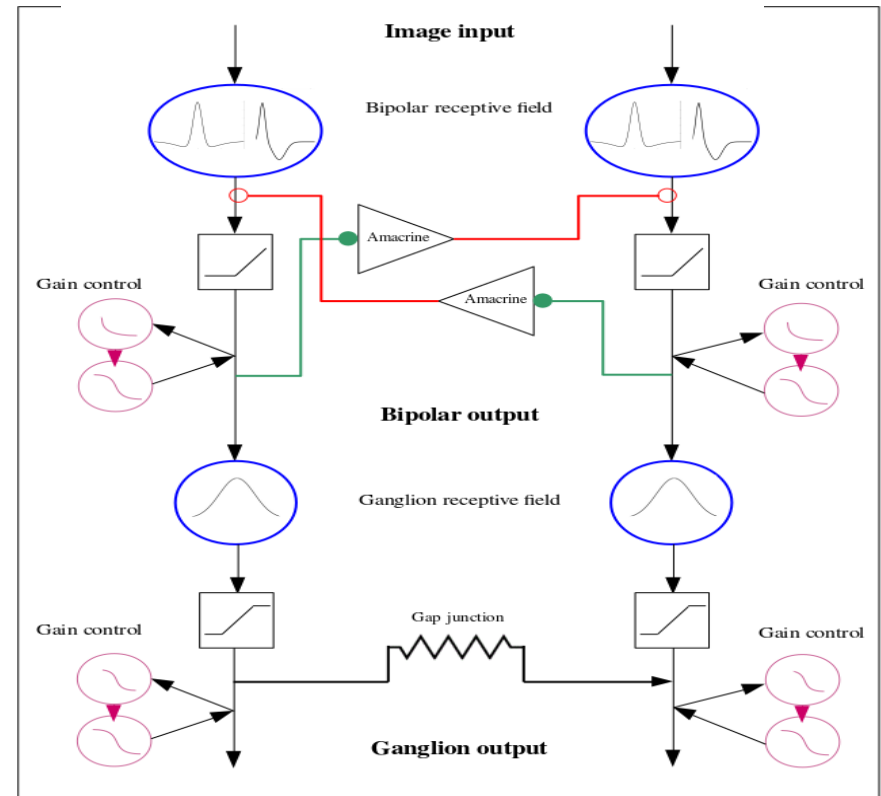 Image input
Bipolar receptive field
Amacrine
Gain control
Gain control
Amacrine
Bipolar output
Ganglion receptive field
Gap junction
Gain control
Gain control
Ganglion output